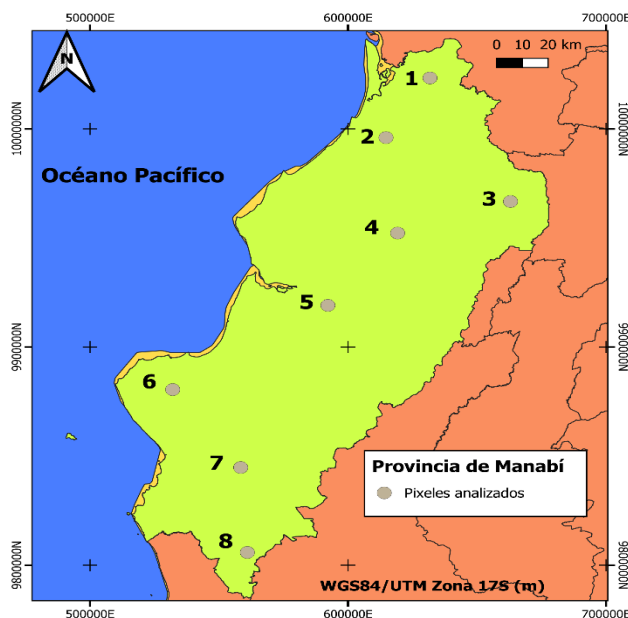 500000E 600000E 700000E
N
0 10 20 km
1
10000000N
2
10000000N
Océano Pacífico
3
4
5
9900000N
9900000N
6
7
Provincia de Manabí
Pixeles analizados
8
9800000N
9800000N
WGS84/UTM Zona 17S (m)
500000E 600000E 700000E